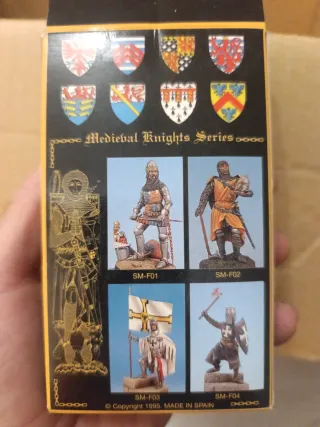 Medieval Knights Series
SM-F01
SM-F02
SM-F03
SM-F04
© Copyright 1995. MADE IN SPAIN